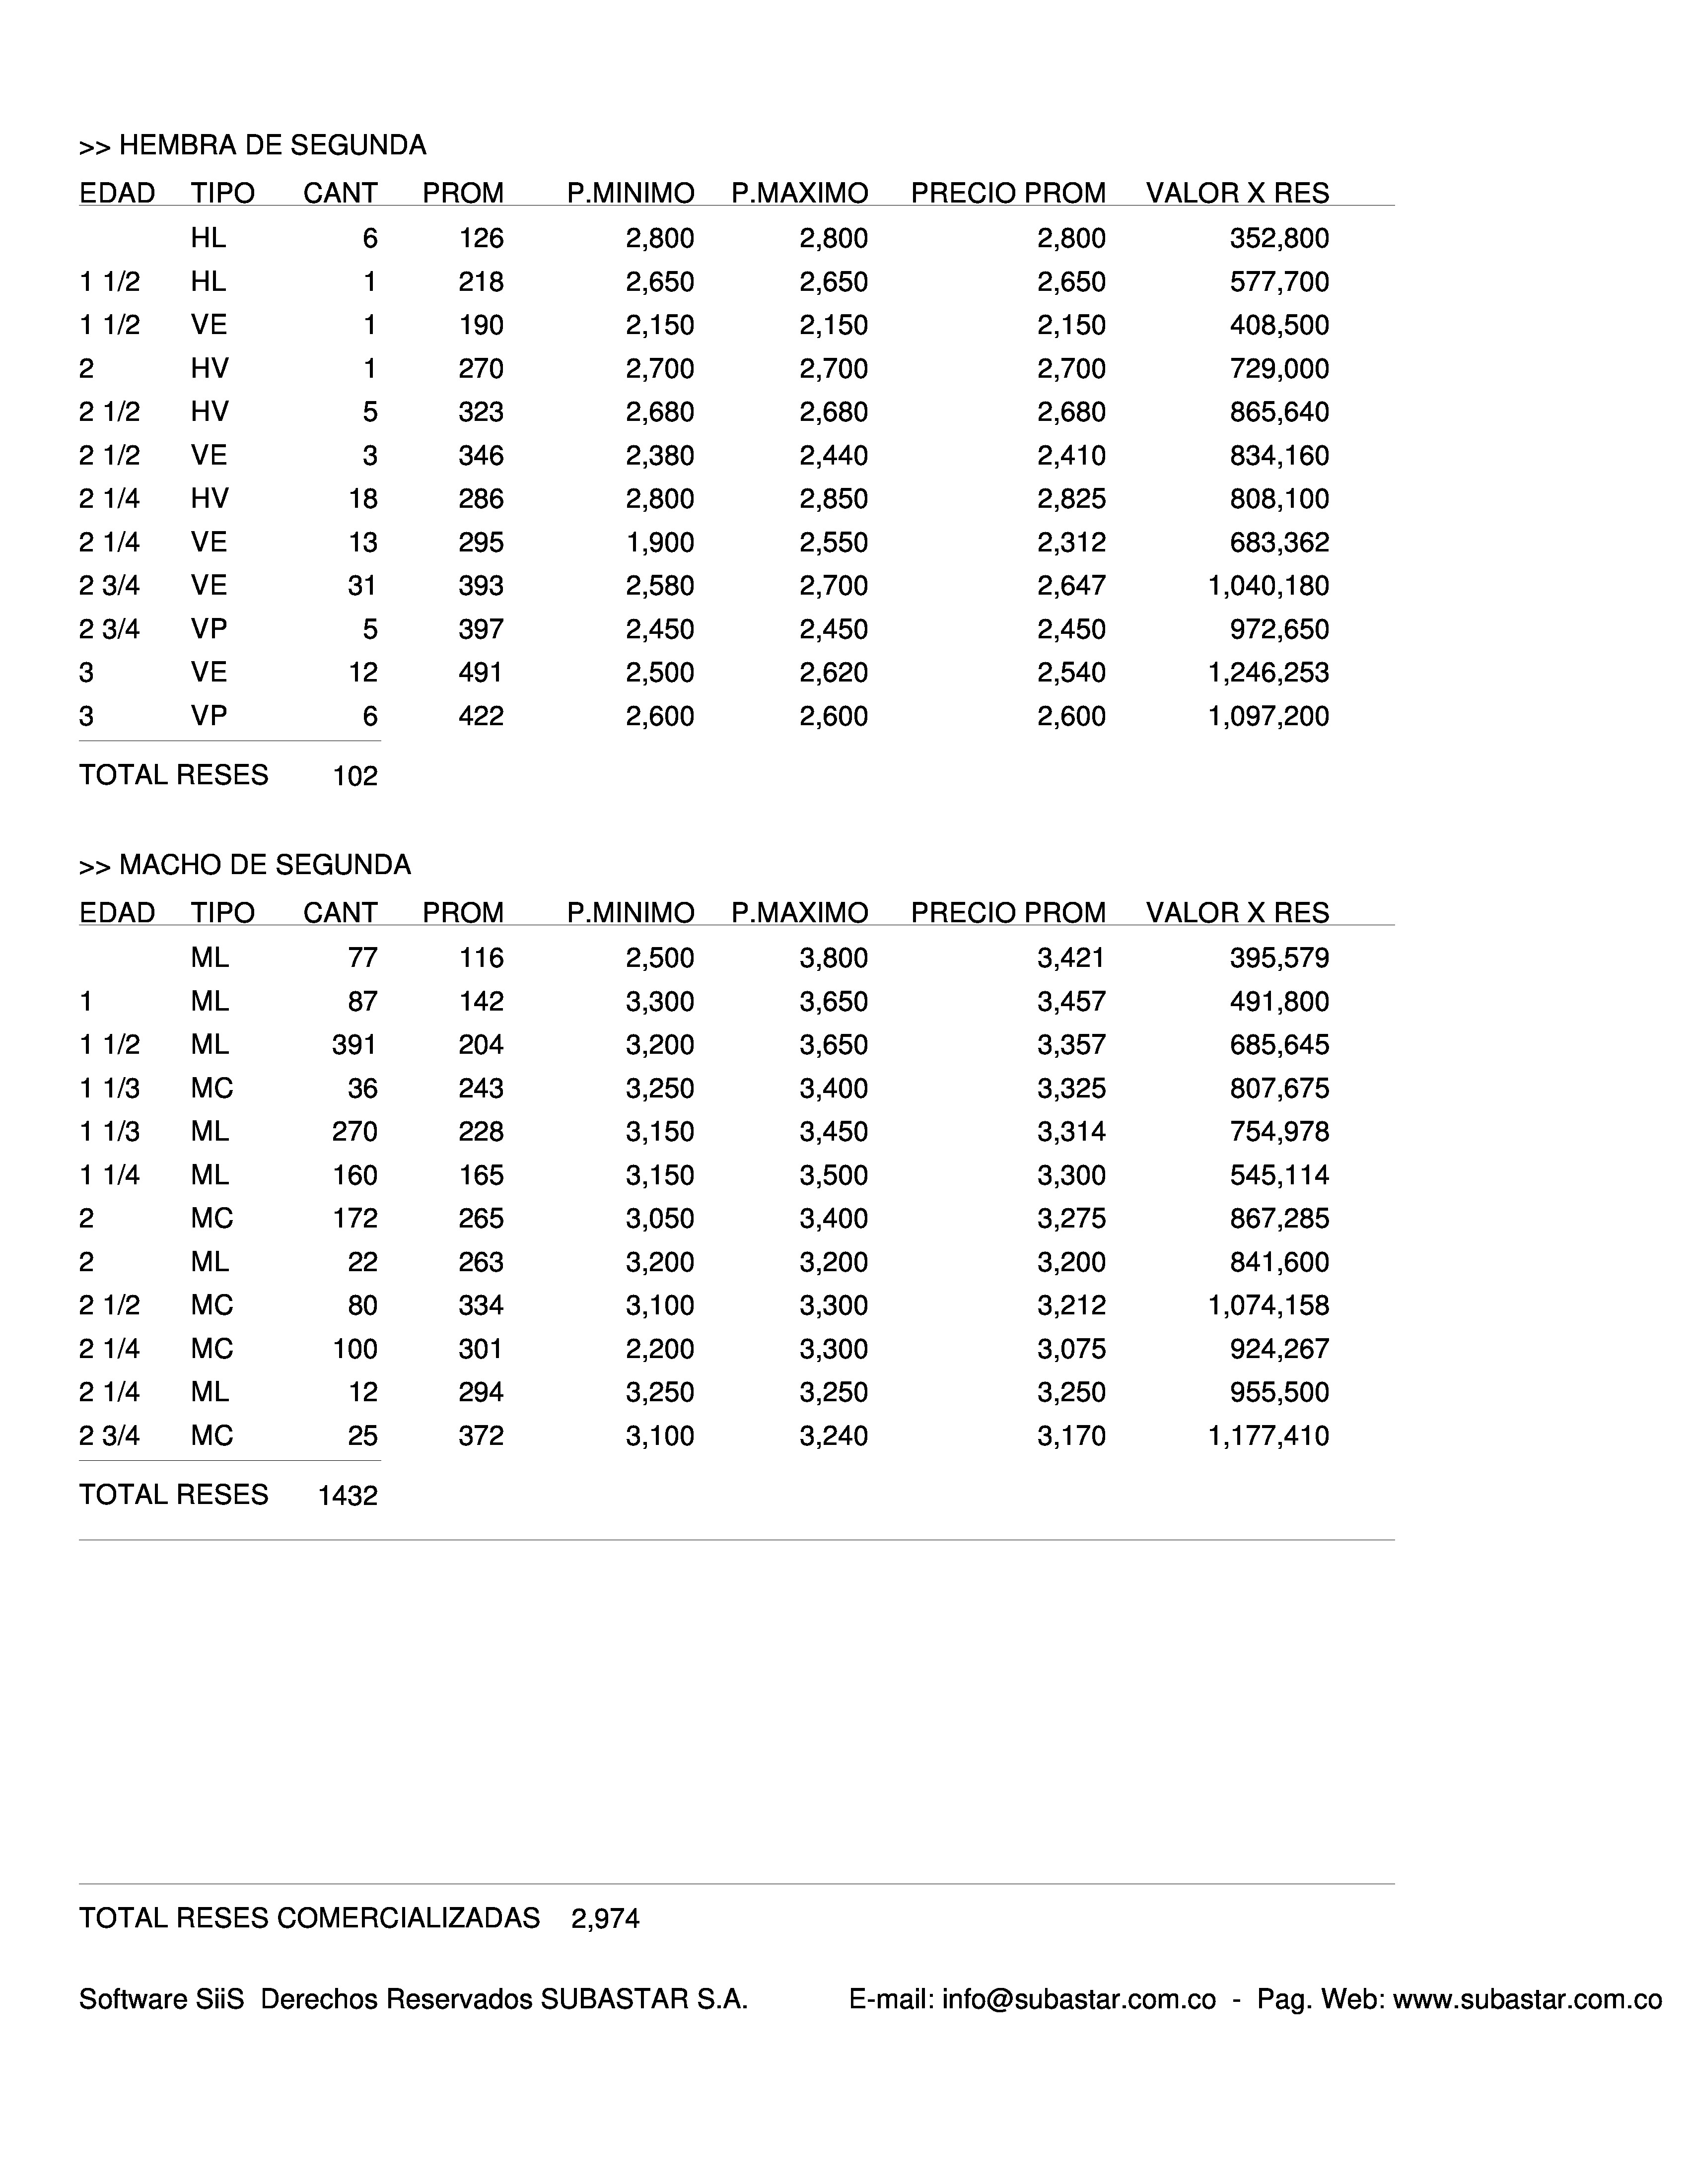 >> HEMBRA DE SEGUNDA
EDAD TIPO CANT PROM P.MINIMO P.MAXIMO PRECIO PROM VALOR X RES
HL 6 126 2,800 2,800 2,800 352,800
1 1/2 HL 1 218 2,650 2,650 2,650 577,700
1 1/2 VE 1 190 2,150 2,150 2,150 408,500
2 HV 1 270 2,700 2,700 2,700 729,000
2 1/2 HV 5 323 2,680 2,680 2,680 865,640
2 1/2 VE 3 346 2,380 2,440 2,410 834,160
2 1/4 HV 18 286 2,800 2,850 2,825 808,100
2 1/4 VE 13 295 1,900 2,550 2,312 683,362
2 3/4 VE 31 393 2,580 2,700 2,647 1,040,180
2 3/4 VP 5 397 2,450 2,450 2,450 972,650
3 VE 12 491 2,500 2,620 2,540 1,246,253
3 VP 6 422 2,600 2,600 2,600 1,097,200
TOTAL RESES 102
>> MACHO DE SEGUNDA
EDAD TIPO CANT PROM P.MINIMO P.MAXIMO PRECIO PROM VALOR X RES
ML 77 116 2,500 3,800 3,421 395,579
1 ML 87 142 3,300 3,650 3,457 491,800
1 1/2 ML 391 204 3,200 3,650 3,357 685,645
1 1/3 MC 36 243 3,250 3,400 3,325 807,675
1 1/3 ML 270 228 3,150 3,450 3,314 754,978
1 1/4 ML 160 165 3,150 3,500 3,300 545,114
2 MC 172 265 3,050 3,400 3,275 867,285
2 ML 22 263 3,200 3,200 3,200 841,600
2 1/2 MC 80 334 3,100 3,300 3,212 1,074,158
2 1/4 MC 100 301 2,200 3,300 3,075 924,267
2 1/4 ML 12 294 3,250 3,250 3,250 955,500
2 3/4 MC 25 372 3,100 3,240 3,170 1,177,410
TOTAL RESES 1432
TOTAL RESES COMERCIALIZADAS 2,974
Software SiiS Derechos Reservados SUBASTAR S.A. E-mail: info@subastar.com.co - Pag. Web: www.subastar.com.co